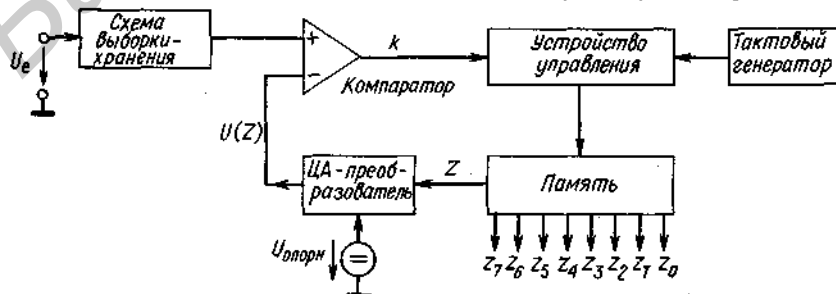 Схема
выборки-
хранения
U_e
+
−
k
Компаратор
Устройство
управления
Тактовый
генератор
U(Z)
ЦА-преоб-
разователь
Z
Память
U_опорн
=
Z_7 Z_6 Z_5 Z_4 Z_3 Z_2 Z_1 Z_0